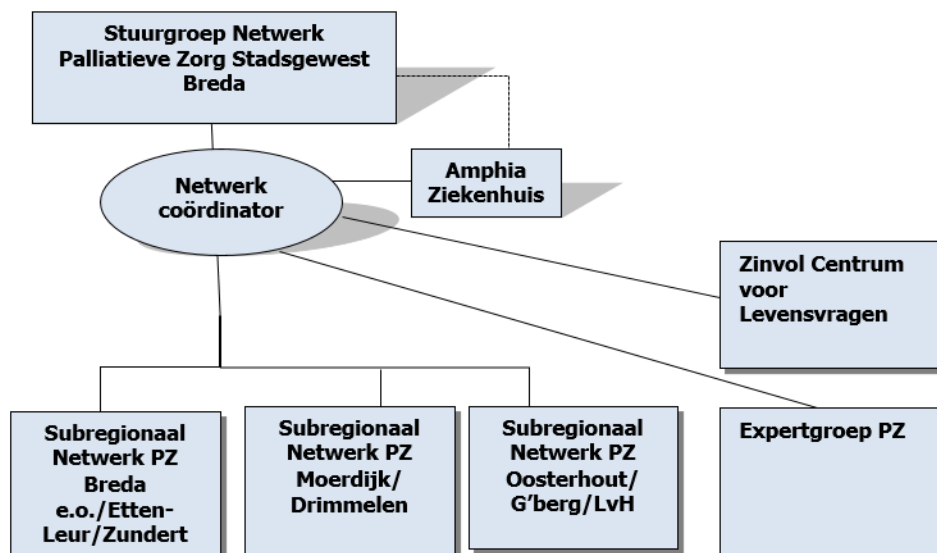 Stuurgroep Netwerk
Palliatieve Zorg Stadsgewest
Breda
Netwerk
coördinator
Amphia
Ziekenhuis
Zinvol Centrum
voor
Levensvragen
Subregionaal
Netwerk PZ
Breda
e.o./Etten-
Leur/Zundert
Subregionaal
Netwerk PZ
Moerdijk/
Drimmelen
Subregionaal
Netwerk PZ
Oosterhout/
G'berg/LvH
Expertgroep PZ